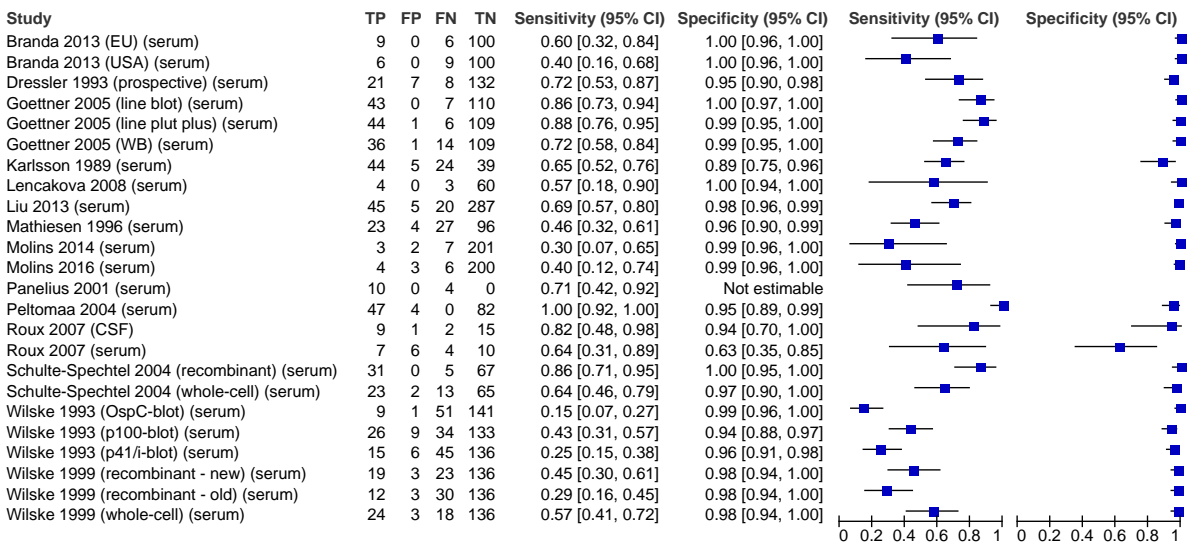 Study TP FP FN TN Sensitivity (95% CI) Specificity (95% CI) Sensitivity (95% CI) Specificity (95% CI)
Branda 2013 (EU) (serum) 9 0 6 100 0.60 [0.32, 0.84] 1.00 [0.96, 1.00]
Branda 2013 (USA) (serum) 6 0 9 100 0.40 [0.16, 0.68] 1.00 [0.96, 1.00]
Dressler 1993 (prospective) (serum) 21 7 8 132 0.72 [0.53, 0.87] 0.95 [0.90, 0.98]
Goettner 2005 (line blot) (serum) 43 0 7 110 0.86 [0.73, 0.94] 1.00 [0.97, 1.00]
Goettner 2005 (line plut plus) (serum) 44 1 6 109 0.88 [0.76, 0.95] 0.99 [0.95, 1.00]
Goettner 2005 (WB) (serum) 36 1 14 109 0.72 [0.58, 0.84] 0.99 [0.95, 1.00]
Karlsson 1989 (serum) 44 5 24 39 0.65 [0.52, 0.76] 0.89 [0.75, 0.96]
Lencakova 2008 (serum) 4 0 3 60 0.57 [0.18, 0.90] 1.00 [0.94, 1.00]
Liu 2013 (serum) 45 5 20 287 0.69 [0.57, 0.80] 0.98 [0.96, 0.99]
Mathiesen 1996 (serum) 23 4 27 96 0.46 [0.32, 0.61] 0.96 [0.90, 0.99]
Molins 2014 (serum) 3 2 7 201 0.30 [0.07, 0.65] 0.99 [0.96, 1.00]
Molins 2016 (serum) 4 3 6 200 0.40 [0.12, 0.74] 0.99 [0.96, 1.00]
Panelius 2001 (serum) 10 0 4 0 0.71 [0.42, 0.92] Not estimable
Peltomaa 2004 (serum) 47 4 0 82 1.00 [0.92, 1.00] 0.95 [0.89, 0.99]
Roux 2007 (CSF) 9 1 2 15 0.82 [0.48, 0.98] 0.94 [0.70, 1.00]
Roux 2007 (serum) 7 6 4 10 0.64 [0.31, 0.89] 0.63 [0.35, 0.85]
Schulte-Spechtel 2004 (recombinant) (serum) 31 0 5 67 0.86 [0.71, 0.95] 1.00 [0.95, 1.00]
Schulte-Spechtel 2004 (whole-cell) (serum) 23 2 13 65 0.64 [0.46, 0.79] 0.97 [0.90, 1.00]
Wilske 1993 (OspC-blot) (serum) 9 1 51 141 0.15 [0.07, 0.27] 0.99 [0.96, 1.00]
Wilske 1993 (p100-blot) (serum) 26 9 34 133 0.43 [0.31, 0.57] 0.94 [0.88, 0.97]
Wilske 1993 (p41/i-blot) (serum) 15 6 45 136 0.25 [0.15, 0.38] 0.96 [0.91, 0.98]
Wilske 1999 (recombinant - new) (serum) 19 3 23 136 0.45 [0.30, 0.61] 0.98 [0.94, 1.00]
Wilske 1999 (recombinant - old) (serum) 12 3 30 136 0.29 [0.16, 0.45] 0.98 [0.94, 1.00]
Wilske 1999 (whole-cell) (serum) 24 3 18 136 0.57 [0.41, 0.72] 0.98 [0.94, 1.00]
0 0.2 0.4 0.6 0.8 1 0 0.2 0.4 0.6 0.8 1